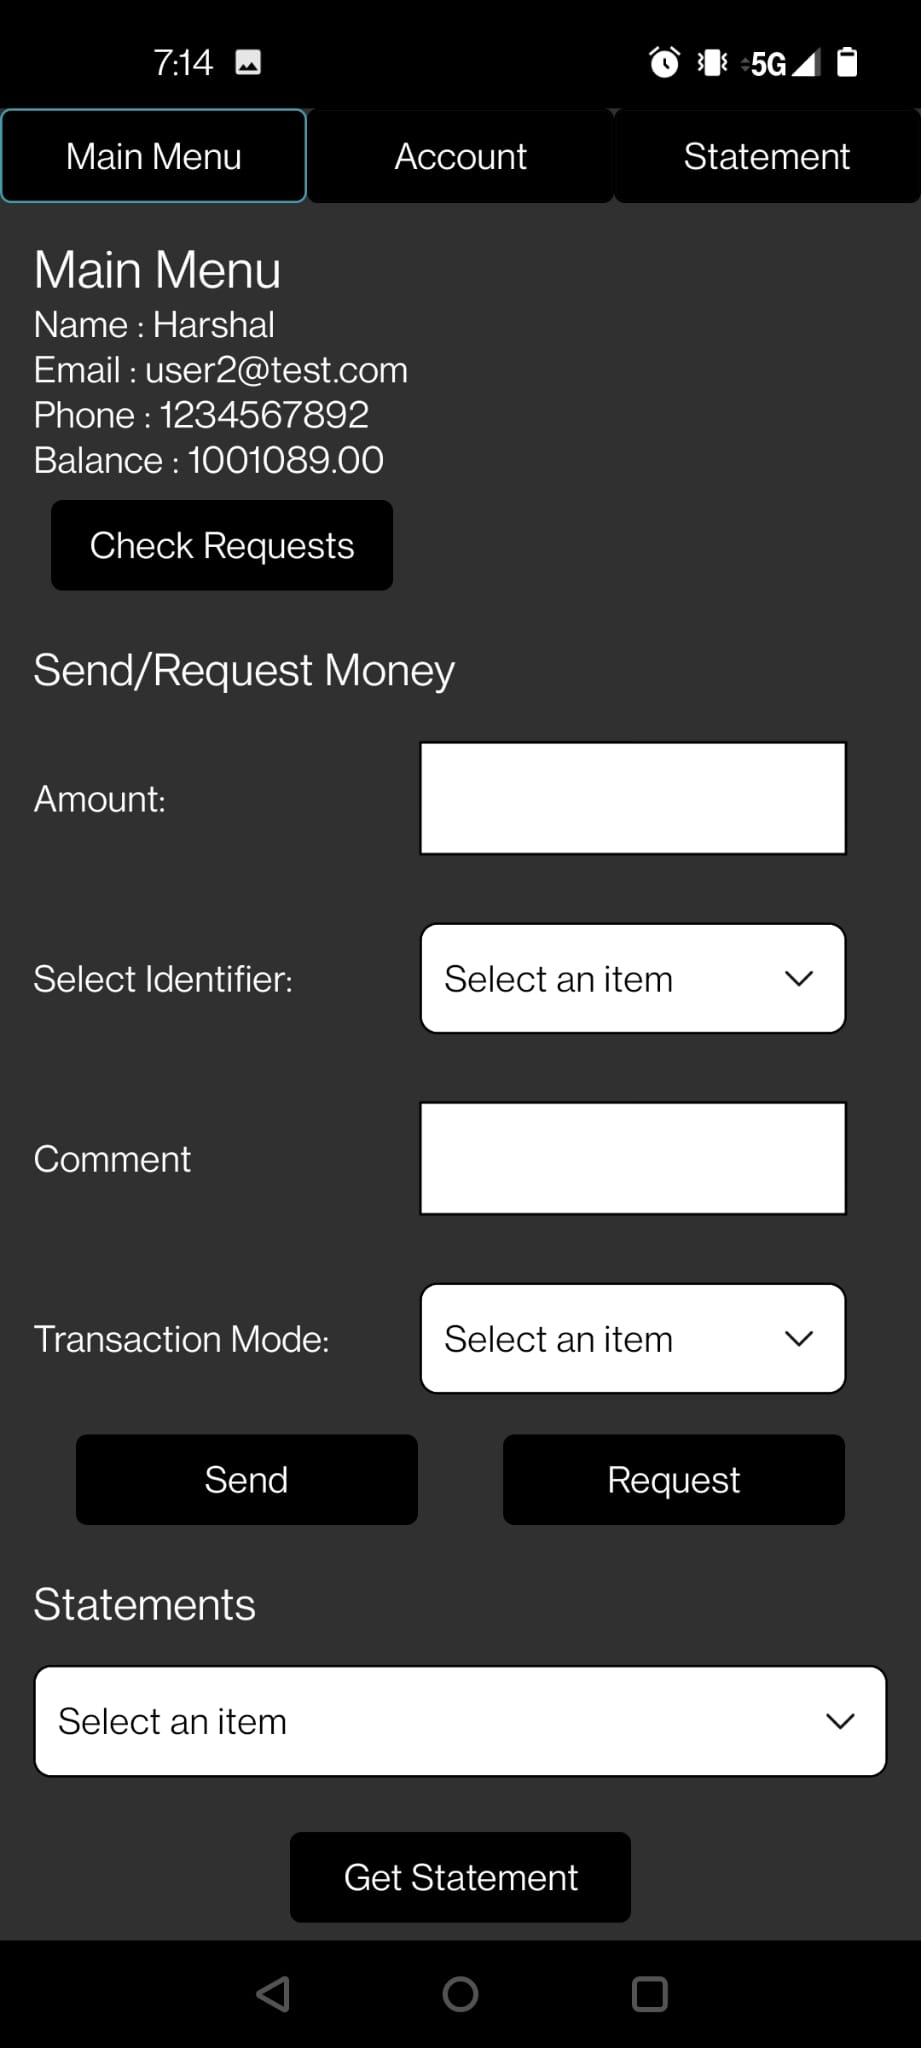 7:14 5G
Main Menu Account Statement
Main Menu
Name : Harshal
Email : user2@test.com
Phone : 1234567892
Balance : 1001089.00
Check Requests
Send/Request Money
Amount:
Select Identifier: Select an item
Comment
Transaction Mode: Select an item
Send Request
Statements
Select an item
Get Statement